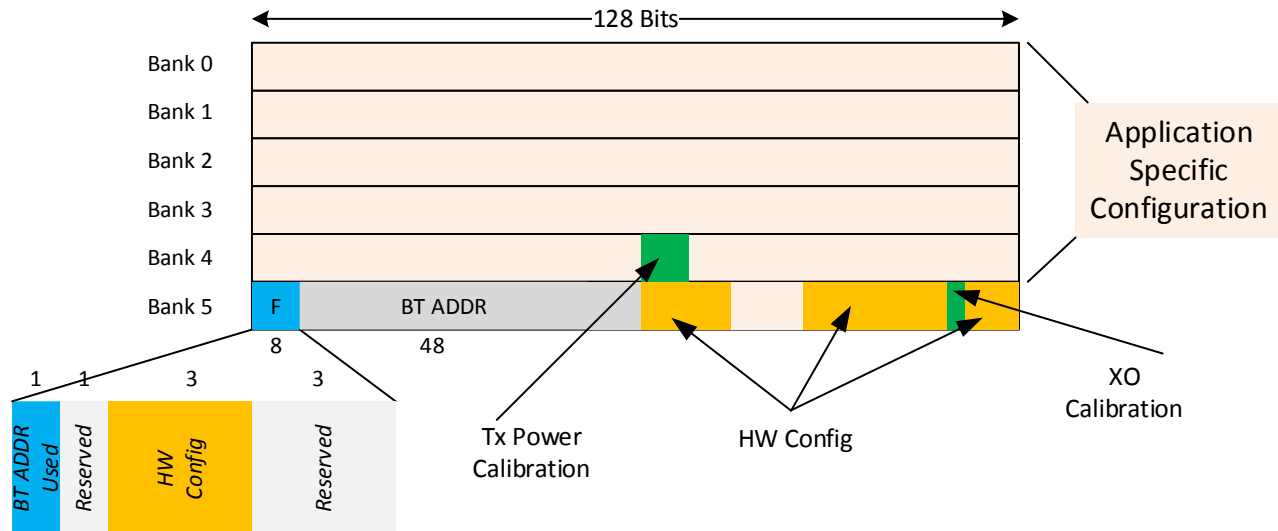 128 Bits
Bank 0
Bank 1
Bank 2
Bank 3
Bank 4
Bank 5
F
BT ADDR
8
48
Application
Specific
Configuration
1
1
3
3
BT ADDR
Used
Reserved
HW
Config
Reserved
Tx Power
Calibration
HW Config
XO
Calibration